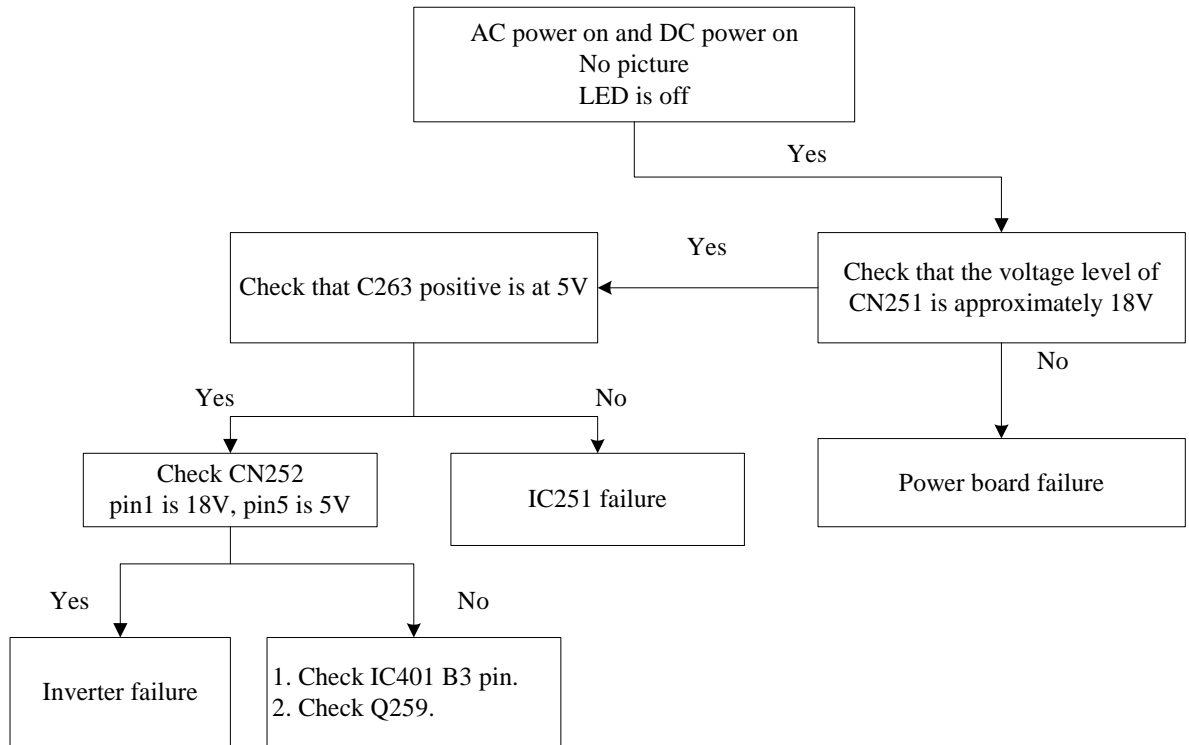 AC power on and DC power on
No picture
LED is off
Yes
Yes
Check that C263 positive is at 5V
Check that the voltage level of
CN251 is approximately 18V
No
Yes
No
Check CN252
pin1 is 18V, pin5 is 5V
IC251 failure
Power board failure
Yes
No
Inverter failure
1. Check IC401 B3 pin.
2. Check Q259.